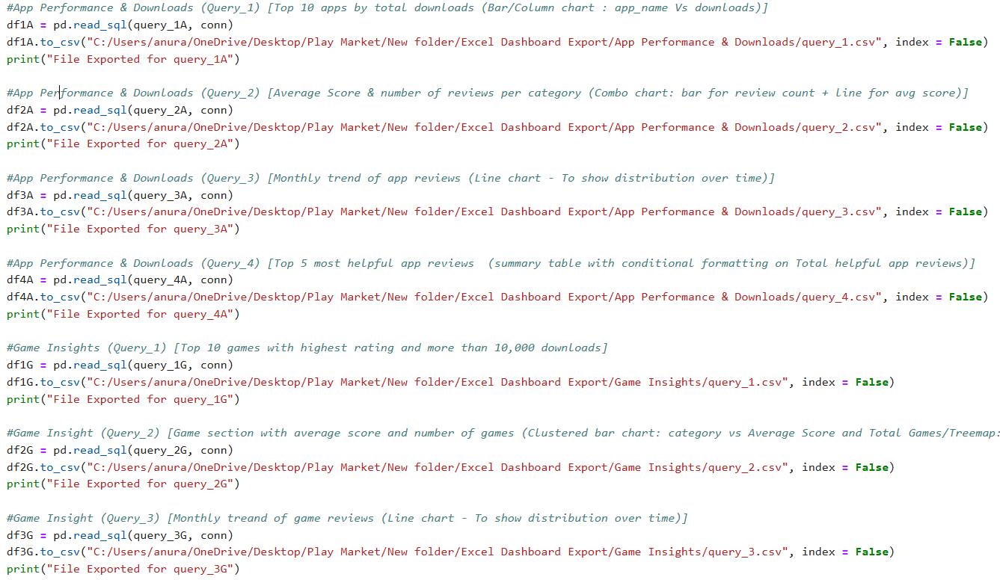 #App Performance & Downloads (Query_1) [Top 10 apps by total downloads (Bar/Column chart : app_name Vs downloads)]
df1A = pd.read_sql(query_1A, conn)
df1A.to_csv("C:/Users/anura/OneDrive/Desktop/Play Market/New folder/Excel Dashboard Export/App Performance & Downloads/query_1.csv", index = False)
print("File Exported for query_1A")
#App Performance & Downloads (Query_2) [Average Score & number of reviews per category (Combo chart: bar for review count + line for avg score)]
df2A = pd.read_sql(query_2A, conn)
df2A.to_csv("C:/Users/anura/OneDrive/Desktop/Play Market/New folder/Excel Dashboard Export/App Performance & Downloads/query_2.csv", index = False)
print("File Exported for query_2A")
#App Performance & Downloads (Query_3) [Monthly trend of app reviews (Line chart - To show distribution over time)]
df3A = pd.read_sql(query_3A, conn)
df3A.to_csv("C:/Users/anura/OneDrive/Desktop/Play Market/New folder/Excel Dashboard Export/App Performance & Downloads/query_3.csv", index = False)
print("File Exported for query_3A")
#App Performance & Downloads (Query_4) [Top 5 most helpful app reviews  (summary table with conditional formatting on Total helpful app reviews)]
df4A = pd.read_sql(query_4A, conn)
df4A.to_csv("C:/Users/anura/OneDrive/Desktop/Play Market/New folder/Excel Dashboard Export/App Performance & Downloads/query_4.csv", index = False)
print("File Exported for query_4A")
#Game Insights (Query_1) [Top 10 games with highest rating and more than 10,000 downloads]
df1G = pd.read_sql(query_1G, conn)
df1G.to_csv("C:/Users/anura/OneDrive/Desktop/Play Market/New folder/Excel Dashboard Export/Game Insights/query_1.csv", index = False)
print("File Exported for query_1G")
#Game Insight (Query_2) [Game section with average score and number of games (Clustered bar chart: category vs Average Score and Total Games/Treemap:
df2G = pd.read_sql(query_2G, conn)
df2G.to_csv("C:/Users/anura/OneDrive/Desktop/Play Market/New folder/Excel Dashboard Export/Game Insights/query_2.csv", index = False)
print("File Exported for query_2G")
#Game Insight (Query_3) [Monthly treand of game reviews (Line chart - To show distribution over time)]
df3G = pd.read_sql(query_3G, conn)
df3G.to_csv("C:/Users/anura/OneDrive/Desktop/Play Market/New folder/Excel Dashboard Export/Game Insights/query_3.csv", index = False)
print("File Exported for query_3G")